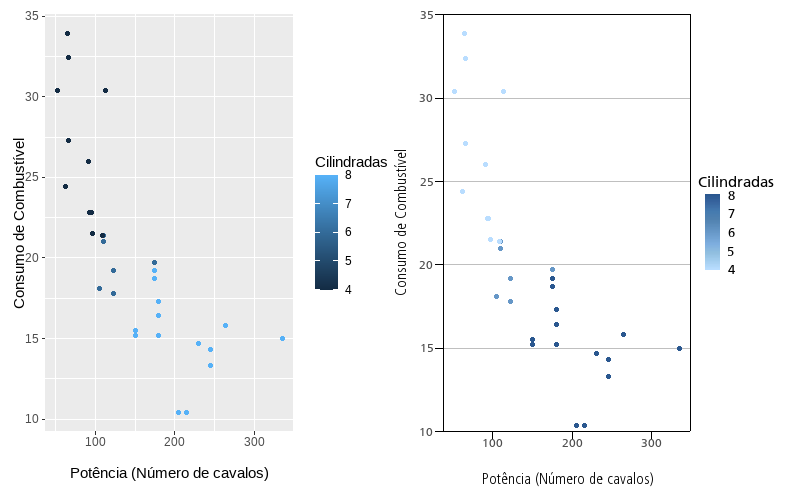 35
30
25
20
15
10
Consumo de Combustível
100 200 300
Potência (Número de cavalos)
Cilindradas
8
7
6
5
4
35
30
25
20
15
10
Consumo de Combustível
100 200 300
Potência (Número de cavalos)
Cilindradas
8
7
6
5
4